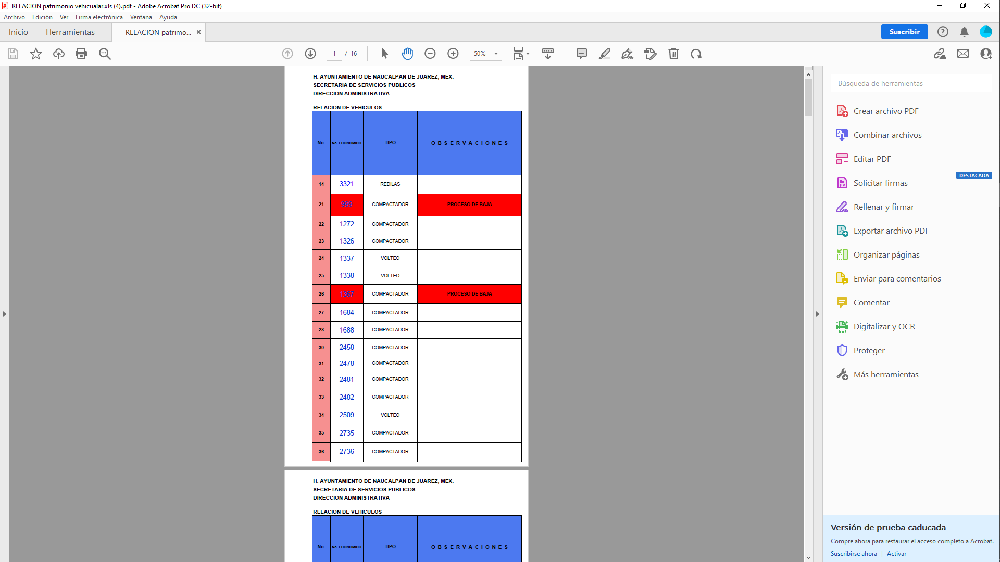 RELACION patrimonio vehicualar.xls (4).pdf - Adobe Acrobat Pro DC (32-bit)
Archivo Edición Ver Firma electrónica Ventana Ayuda
Inicio Herramientas RELACION patrimo... Suscribir
1 / 16 50%
H. AYUNTAMIENTO DE NAUCALPAN DE JUAREZ, MEX.
SECRETARIA DE SERVICIOS PUBLICOS
DIRECCION ADMINISTRATIVA
RELACION DE VEHICULOS
No. No. ECONOMICO TIPO O B S E R V A C I O N E S
14 3321 REDILAS
21 999 COMPACTADOR PROCESO DE BAJA
22 1272 COMPACTADOR
23 1326 COMPACTADOR
24 1337 VOLTEO
25 1338 VOLTEO
26 1367 COMPACTADOR PROCESO DE BAJA
27 1684 COMPACTADOR
28 1688 COMPACTADOR
30 2458 COMPACTADOR
31 2478 COMPACTADOR
32 2481 COMPACTADOR
33 2482 COMPACTADOR
34 2509 VOLTEO
35 2735 COMPACTADOR
36 2736 COMPACTADOR
H. AYUNTAMIENTO DE NAUCALPAN DE JUAREZ, MEX.
SECRETARIA DE SERVICIOS PUBLICOS
DIRECCION ADMINISTRATIVA
RELACION DE VEHICULOS
No. No. ECONOMICO TIPO O B S E R V A C I O N E S
Búsqueda de herramientas
Crear archivo PDF
Combinar archivos
Editar PDF
DESTACADA
Solicitar firmas
Rellenar y firmar
Exportar archivo PDF
Organizar páginas
Enviar para comentarios
Comentar
Digitalizar y OCR
Proteger
Más herramientas
Versión de prueba caducada
Compre ahora para restaurar el acceso completo a Acrobat.
Suscribirse ahora Activar